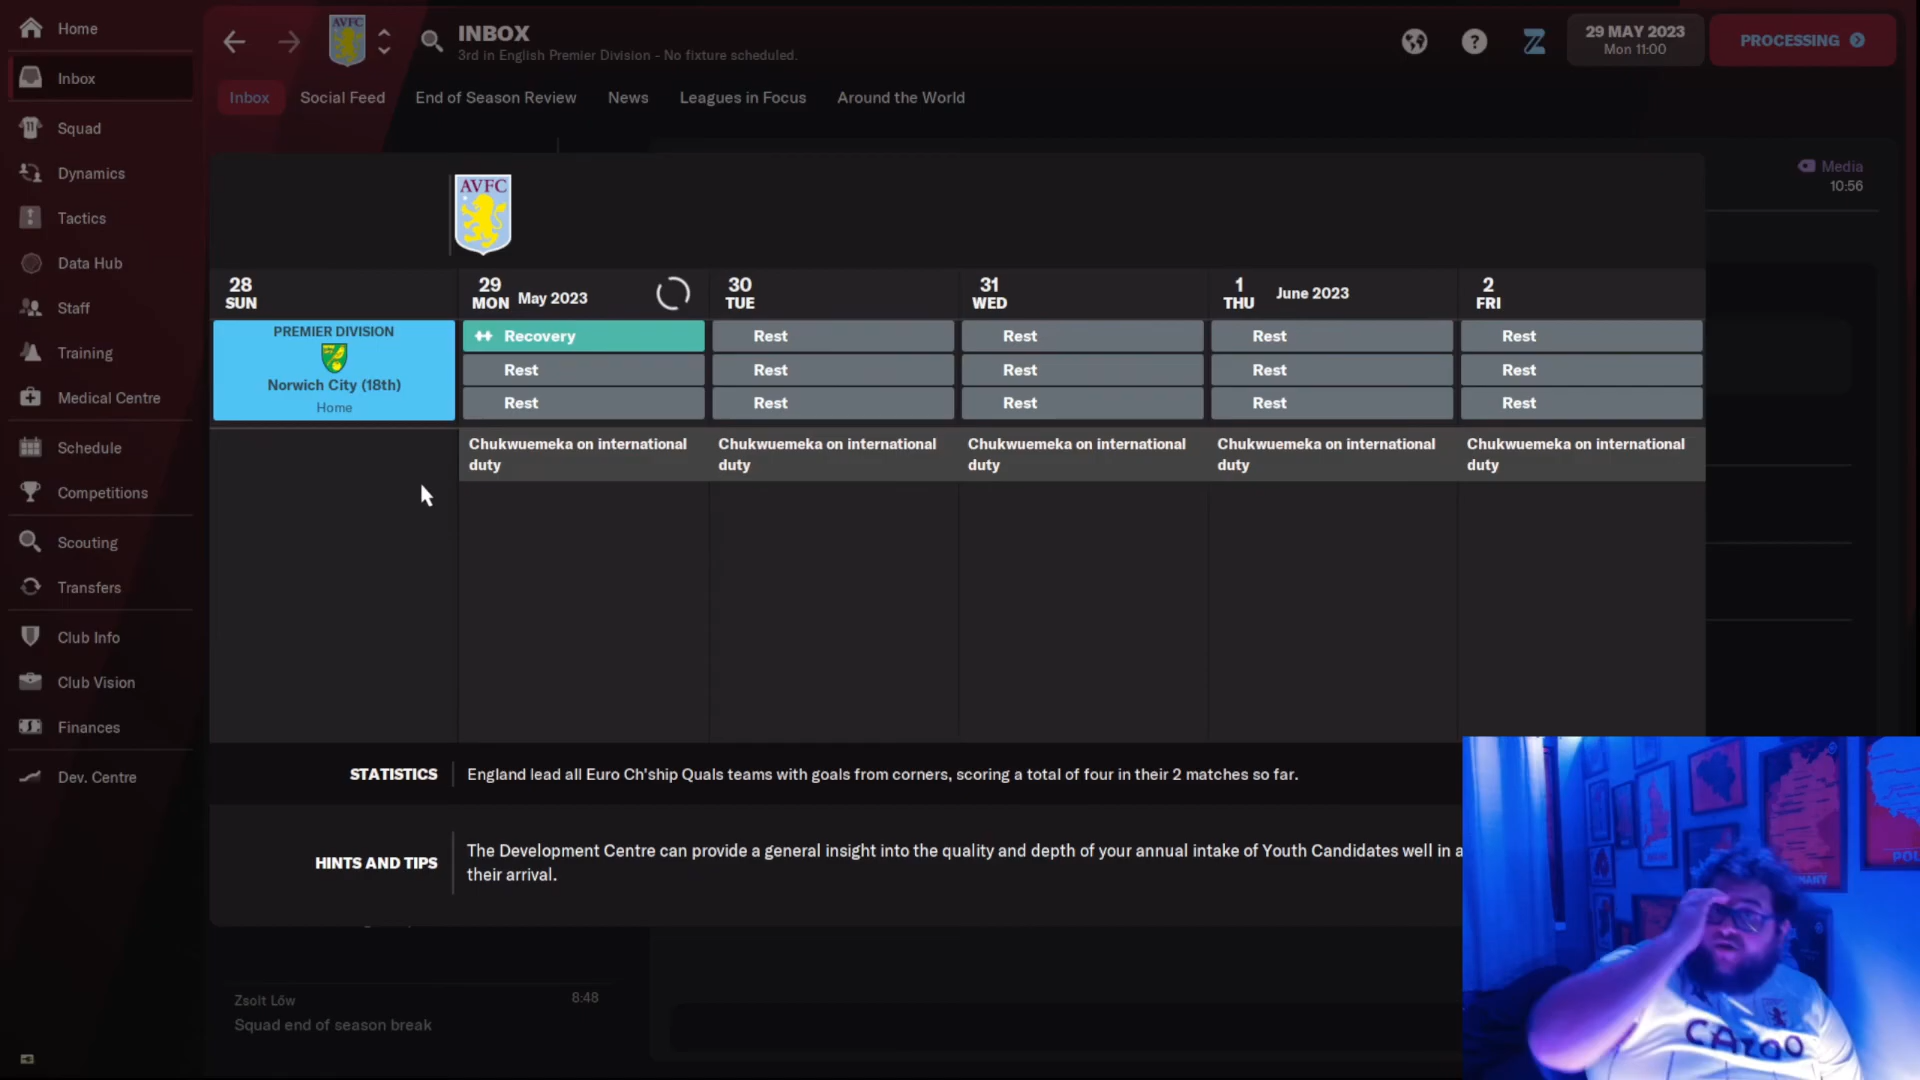 Home
Inbox
Squad
Dynamics
Tactics
Data Hub
Staff
Training
Medical Centre
Schedule
Competitions
Scouting
Transfers
Club Info
Club Vision
Finances
Dev. Centre
AVFC
INBOX
3rd in English Premier Division - No fixture scheduled.
29 MAY 2023
Mon 11:00
PROCESSING
Inbox Social Feed End of Season Review News Leagues in Focus Around the World
Media
10:56
AVFC
28 SUN
29 MON May 2023
30 TUE
31 WED
1 THU June 2023
2 FRI
PREMIER DIVISION
Norwich City (18th)
Home
Recovery Rest Rest Rest Rest
Rest Rest Rest Rest Rest
Rest Rest Rest Rest Rest
Chukwuemeka on international duty
Chukwuemeka on international duty
Chukwuemeka on international duty
Chukwuemeka on international duty
Chukwuemeka on international duty
STATISTICS England lead all Euro Ch'ship Quals teams with goals from corners, scoring a total of four in their 2 matches so far.
HINTS AND TIPS The Development Centre can provide a general insight into the quality and depth of your annual intake of Youth Candidates well in a
their arrival.
Zsolt Lőw 8:48
Squad end of season break
CAZOO